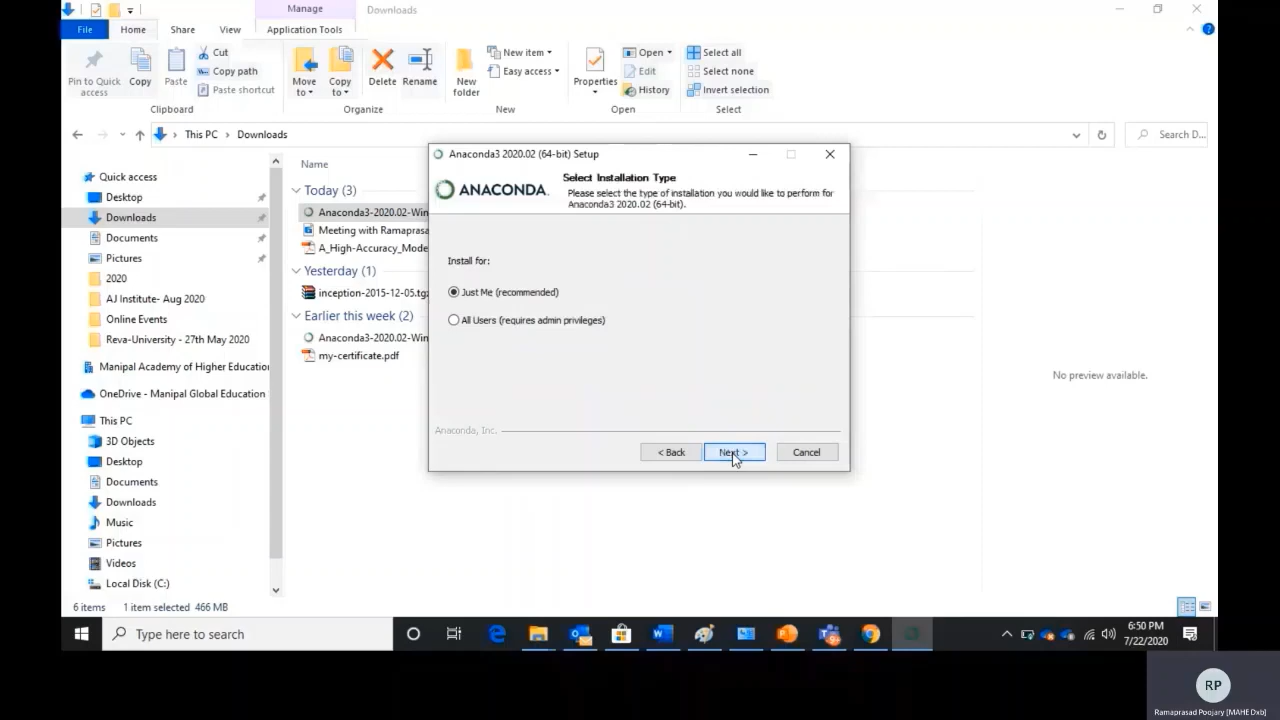 Manage
Downloads
File
Home
Share
View
Application Tools
Pin to Quick
access
Copy
Paste
Cut
Copy path
Paste shortcut
Clipboard
Move
to
Copy
to
Delete
Rename
Organize
New
folder
New item
Easy access
New
Properties
Open
Edit
History
Open
Select all
Select none
Invert selection
Select
This PC > Downloads
Search D...
Quick access
Desktop
Downloads
Documents
Pictures
2020
AJ Institute- Aug 2020
Online Events
Reva-University - 27th May 2020
Manipal Academy of Higher Education
OneDrive - Manipal Global Education
This PC
3D Objects
Desktop
Documents
Downloads
Music
Pictures
Videos
Local Disk (C:)
Name
Today (3)
Anaconda3-2020.02-Win
Meeting with Ramapras
A_High-Accuracy_Mode
Yesterday (1)
inception-2015-12-05.tgz
Earlier this week (2)
Anaconda3-2020.02-Win
my-certificate.pdf
Anaconda3 2020.02 (64-bit) Setup
ANACONDA.
Select Installation Type
Please select the type of installation you would like to perform for
Anaconda3 2020.02 (64-bit).
Install for:
Just Me (recommended)
All Users (requires admin privileges)
Anaconda, Inc.
< Back
Next >
Cancel
No preview available.
6 items
1 item selected 466 MB
Type here to search
6:50 PM
7/22/2020
RP
Ramaprasad Poojary [MAHE Dxb]